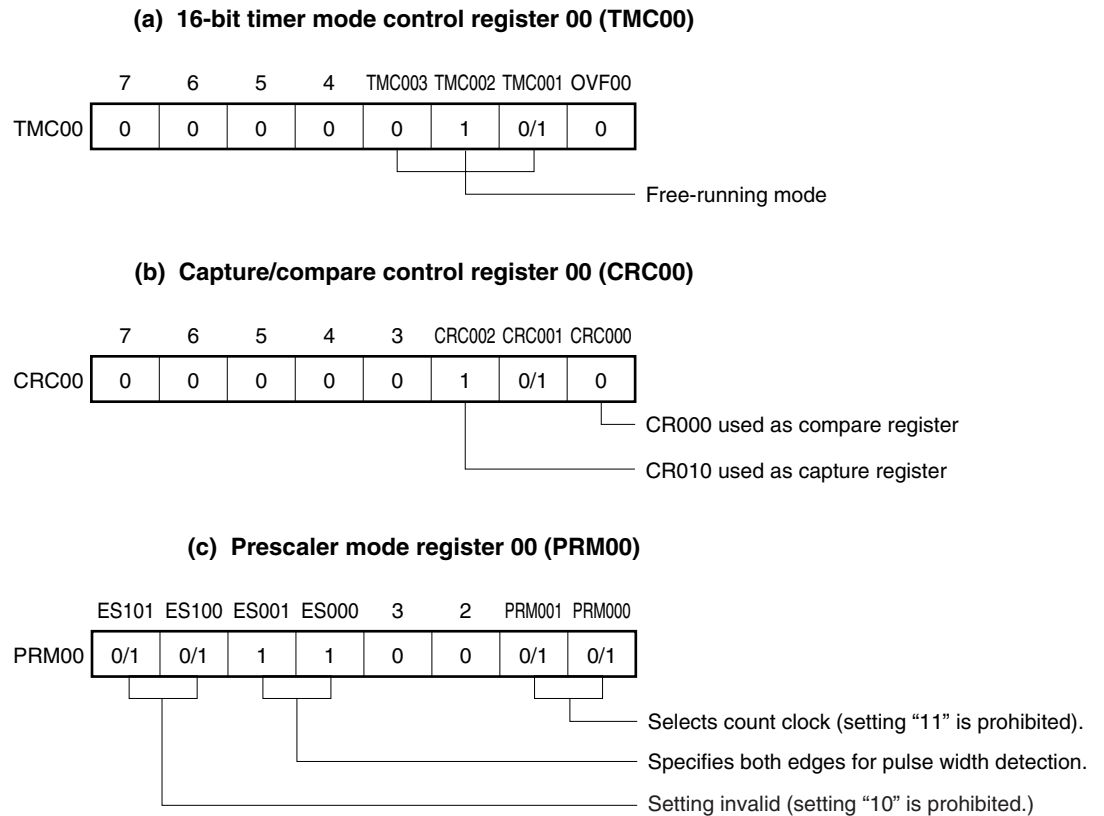 (a) 16-bit timer mode control register 00 (TMC00)
7 6 5 4 TMC003 TMC002 TMC001 OVF00
TMC00 0 0 0 0 0 1 0/1 0
Free-running mode
(b) Capture/compare control register 00 (CRC00)
7 6 5 4 3 CRC002 CRC001 CRC000
CRC00 0 0 0 0 0 1 0/1 0
CR000 used as compare register
CR010 used as capture register
(c) Prescaler mode register 00 (PRM00)
ES101 ES100 ES001 ES000 3 2 PRM001 PRM000
PRM00 0/1 0/1 1 1 0 0 0/1 0/1
Selects count clock (setting “11” is prohibited).
Specifies both edges for pulse width detection.
Setting invalid (setting “10” is prohibited.)